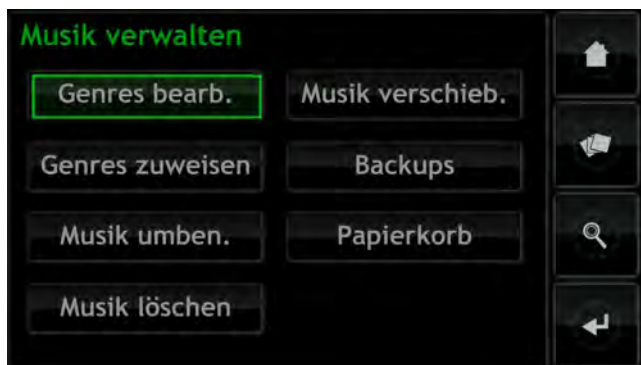 Musik verwalten
Genres bearb.
Musik verschieb.
Genres zuweisen
Backups
Musik umben.
Papierkorb
Musik löschen